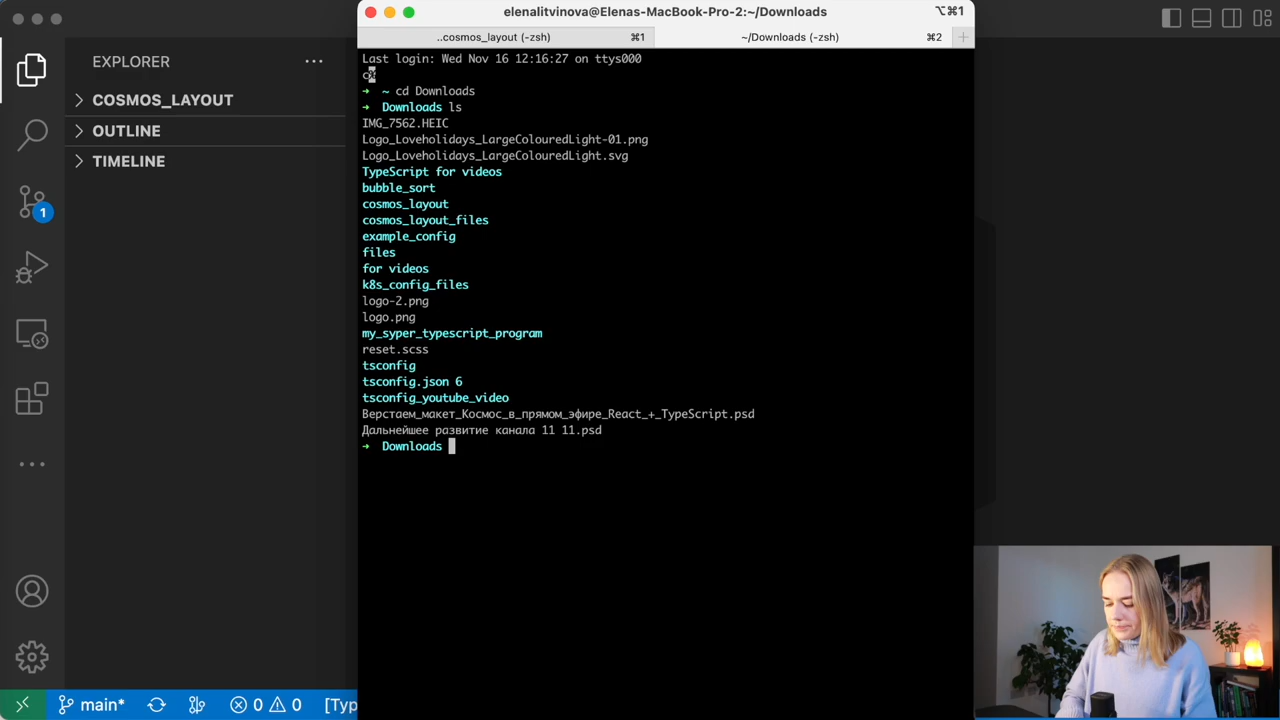 elenalitvinova@Elenas-MacBook-Pro-2:~/Downloads
⌥⌘1
..cosmos_layout (-zsh) ⌘1
~/Downloads (-zsh) ⌘2
EXPLORER
COSMOS_LAYOUT
OUTLINE
TIMELINE
1
Last login: Wed Nov 16 12:16:27 on ttys000
➜ ~ cd Downloads
➜ Downloads ls
IMG_7562.HEIC
Logo_Loveholidays_LargeColouredLight-01.png
Logo_Loveholidays_LargeColouredLight.svg
TypeScript for videos
bubble_sort
cosmos_layout
cosmos_layout_files
example_config
files
for videos
k8s_config_files
logo-2.png
logo.png
my_syper_typescript_program
reset.scss
tsconfig
tsconfig.json 6
tsconfig_youtube_video
Верстаем_макет_Космос_в_прямом_эфире_React_+_TypeScript.psd
Дальнейшее развитие канала 11 11.psd
➜ Downloads
main* 0 0 [Typ